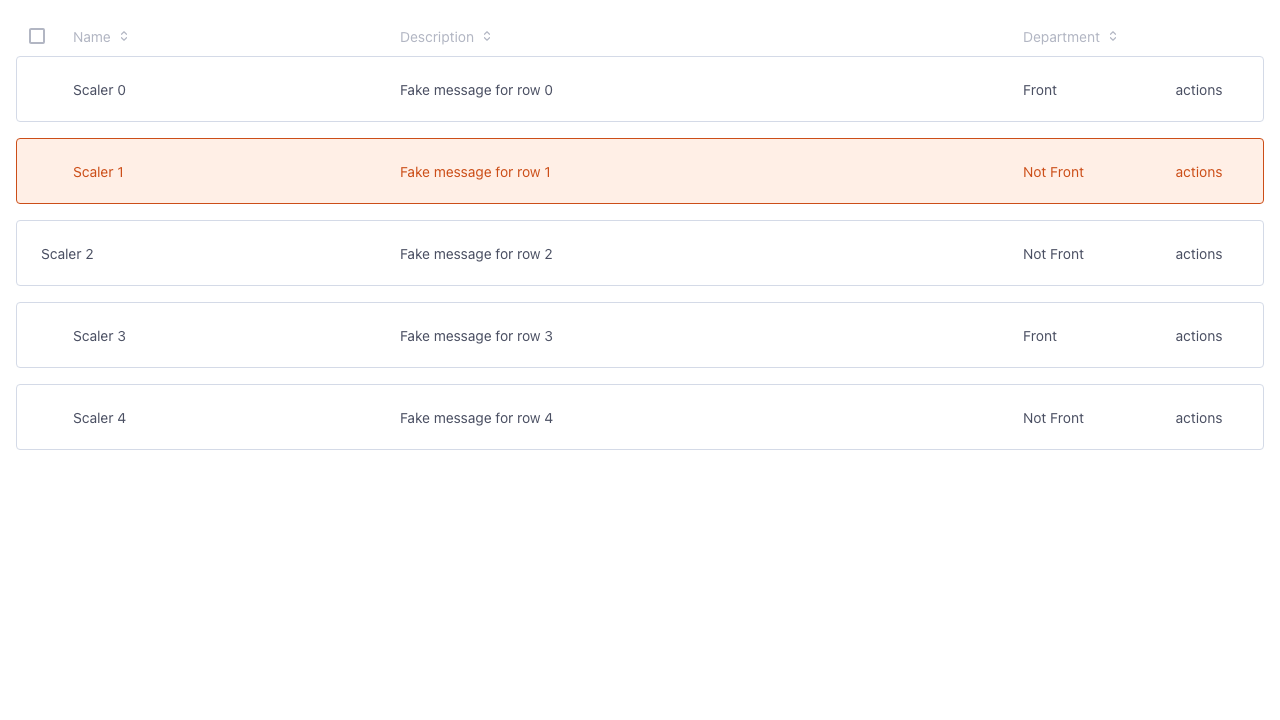 Name Description Department
Scaler 0 Fake message for row 0 Front actions
Scaler 1 Fake message for row 1 Not Front actions
Scaler 2 Fake message for row 2 Not Front actions
Scaler 3 Fake message for row 3 Front actions
Scaler 4 Fake message for row 4 Not Front actions